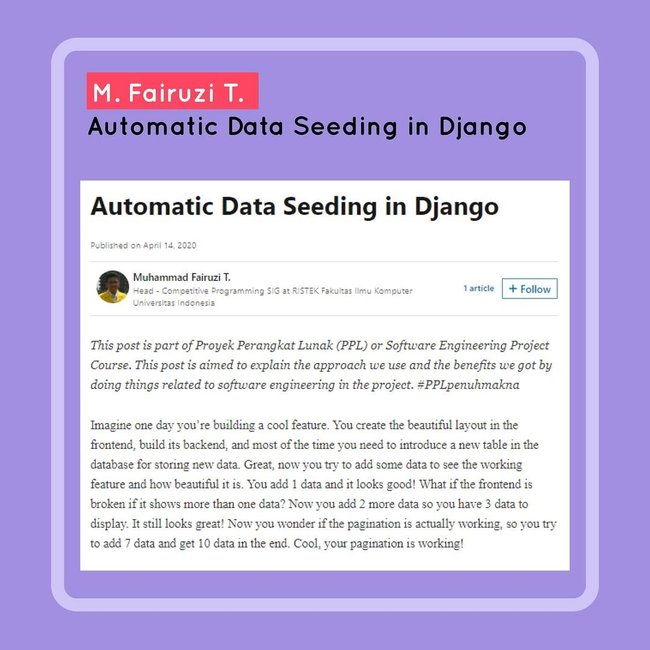 M. Fairuzi T.
Automatic Data Seeding in Django
Automatic Data Seeding in Django
Published on April 14, 2020
Muhammad Fairuzi T.
Head - Competitive Programming SIG at RISTEK Fakultas Ilmu Komputer
Universitas Indonesia
1 article
+ Follow
This post is part of Proyek Perangkat Lunak (PPL) or Software Engineering Project
Course. This post is aimed to explain the approach we use and the benefits we got by
doing things related to software engineering in the project. #PPLpenuhmakna
Imagine one day you're building a cool feature. You create the beautiful layout in the
frontend, build its backend, and most of the time you need to introduce a new table in the
database for storing new data. Great, now you try to add some data to see the working
feature and how beautiful it is. You add 1 data and it looks good! What if the frontend is
broken if it shows more than one data? Now you add 2 more data so you have 3 data to
display. It still looks great! Now you wonder if the pagination is actually working, so you try
to add 7 data and get 10 data in the end. Cool, your pagination is working!